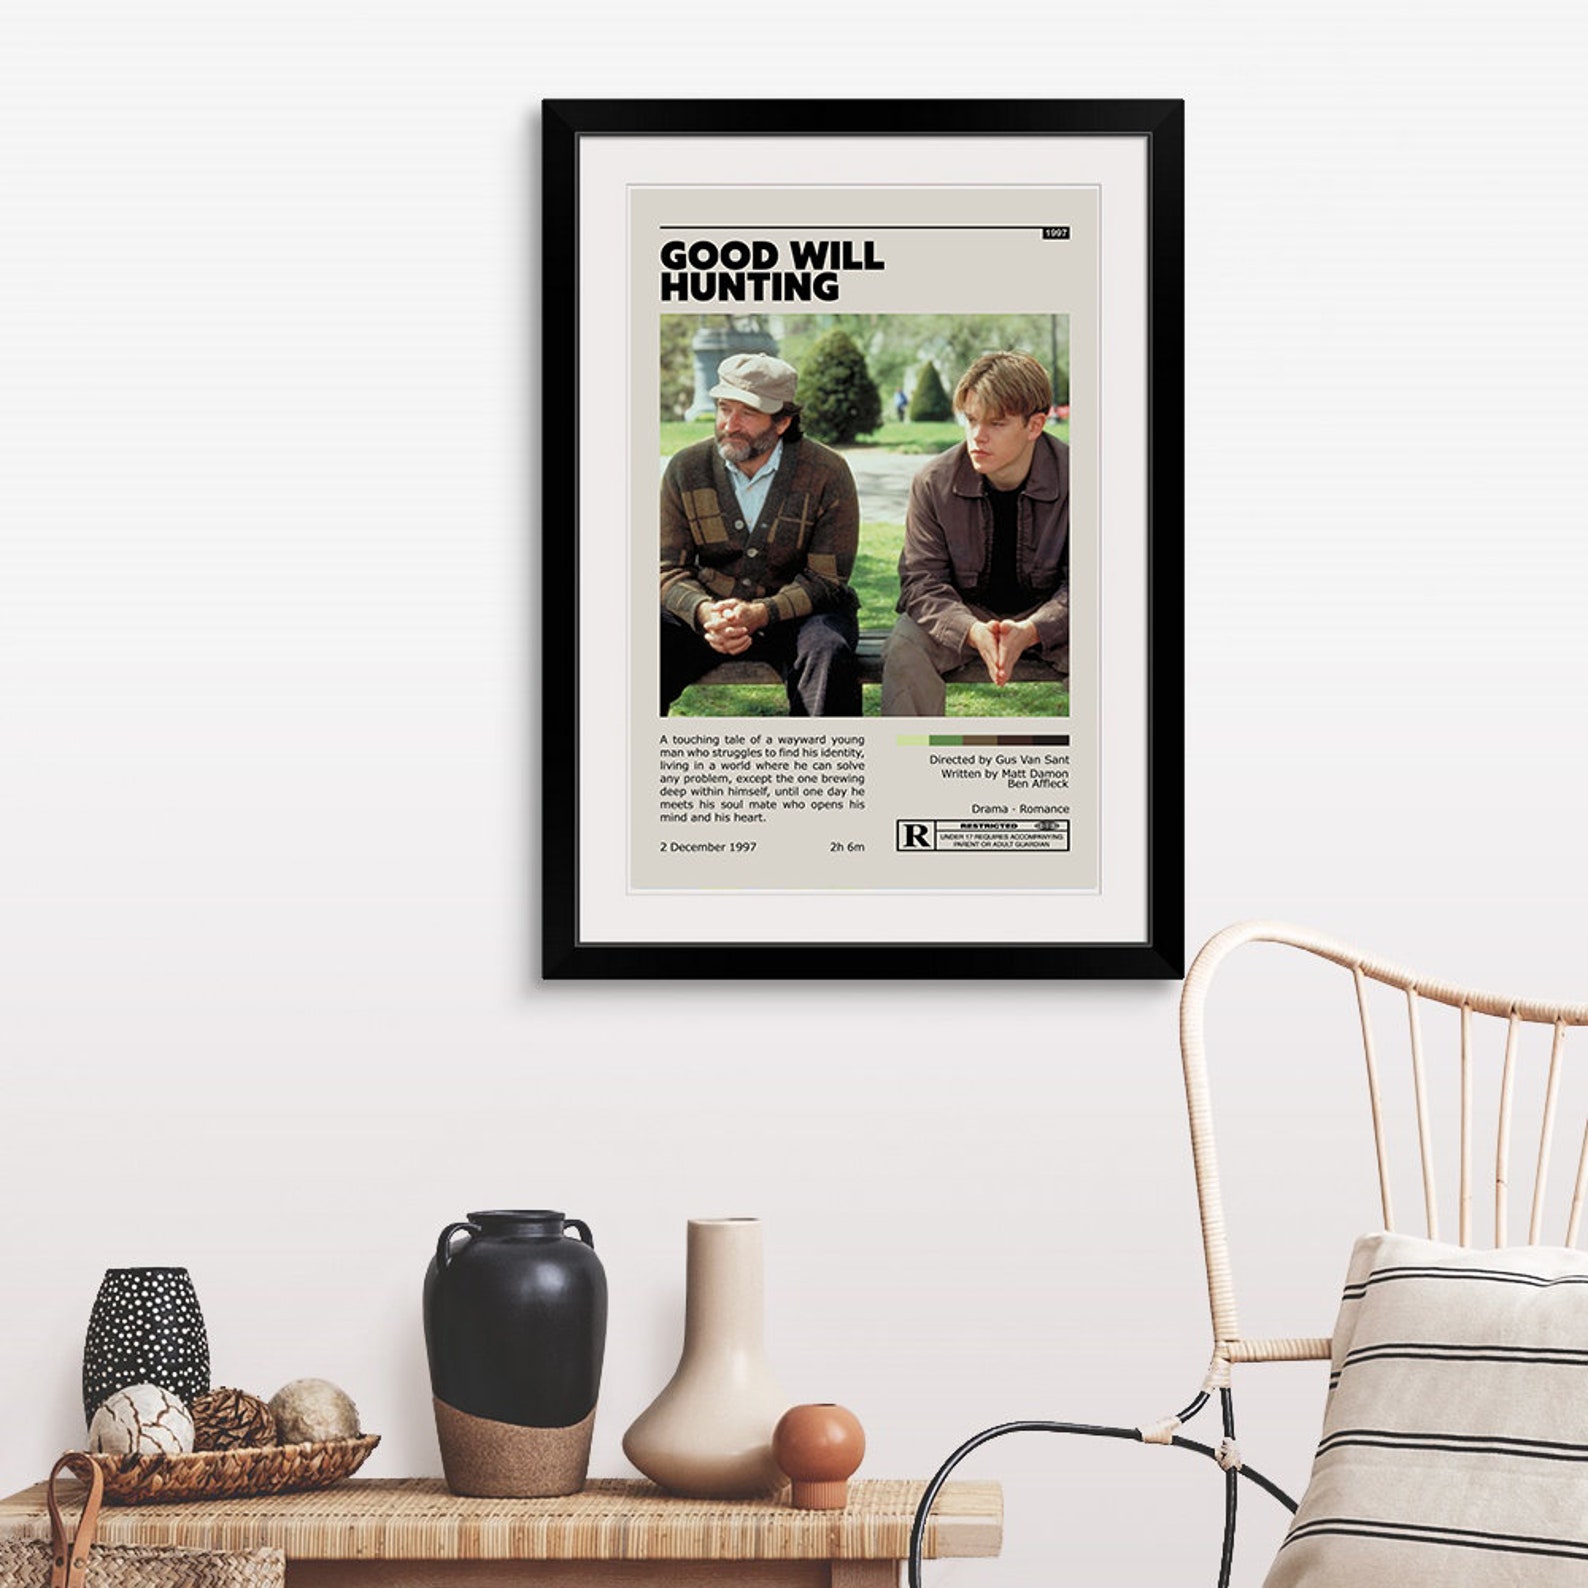 1997
GOOD WILL
HUNTING
A touching tale of a wayward young
man who struggles to find his identity,
living in a world where he can solve
any problem, except the one brewing
deep within himself, until one day he
meets his soul mate who opens his
mind and his heart.
2 December 1997 2h 6m
Directed by Gus Van Sant
Written by Matt Damon
Ben Affleck
Drama - Romance
R
RESTRICTED
UNDER 17 REQUIRES ACCOMPANYING
PARENT OR ADULT GUARDIAN